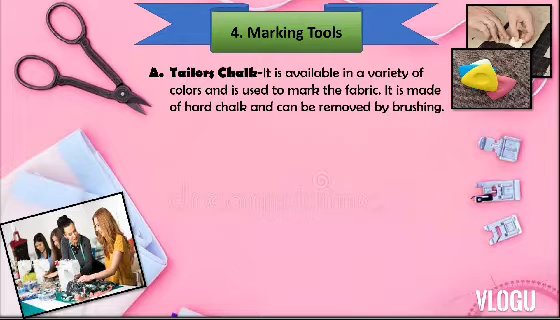 4. Marking Tools
A. Tailors Chalk-It is available in a variety of
colors and is used to mark the fabric. It is made
of hard chalk and can be removed by brushing.
dreamstime
VLOGU